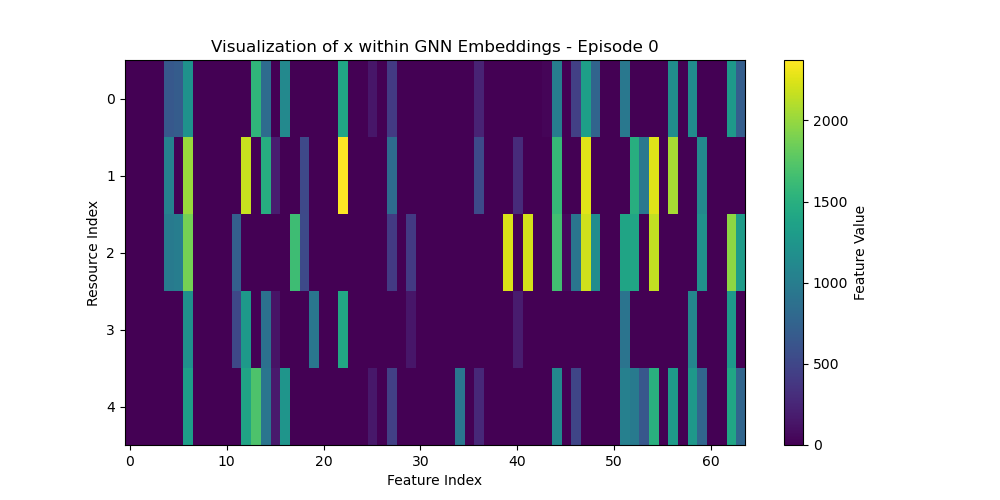 Visualization of x within GNN Embeddings - Episode 0
Resource Index
0
1
2
3
4
0 10 20 30 40 50 60
Feature Index
2000
1500
1000
500
0
Feature Value